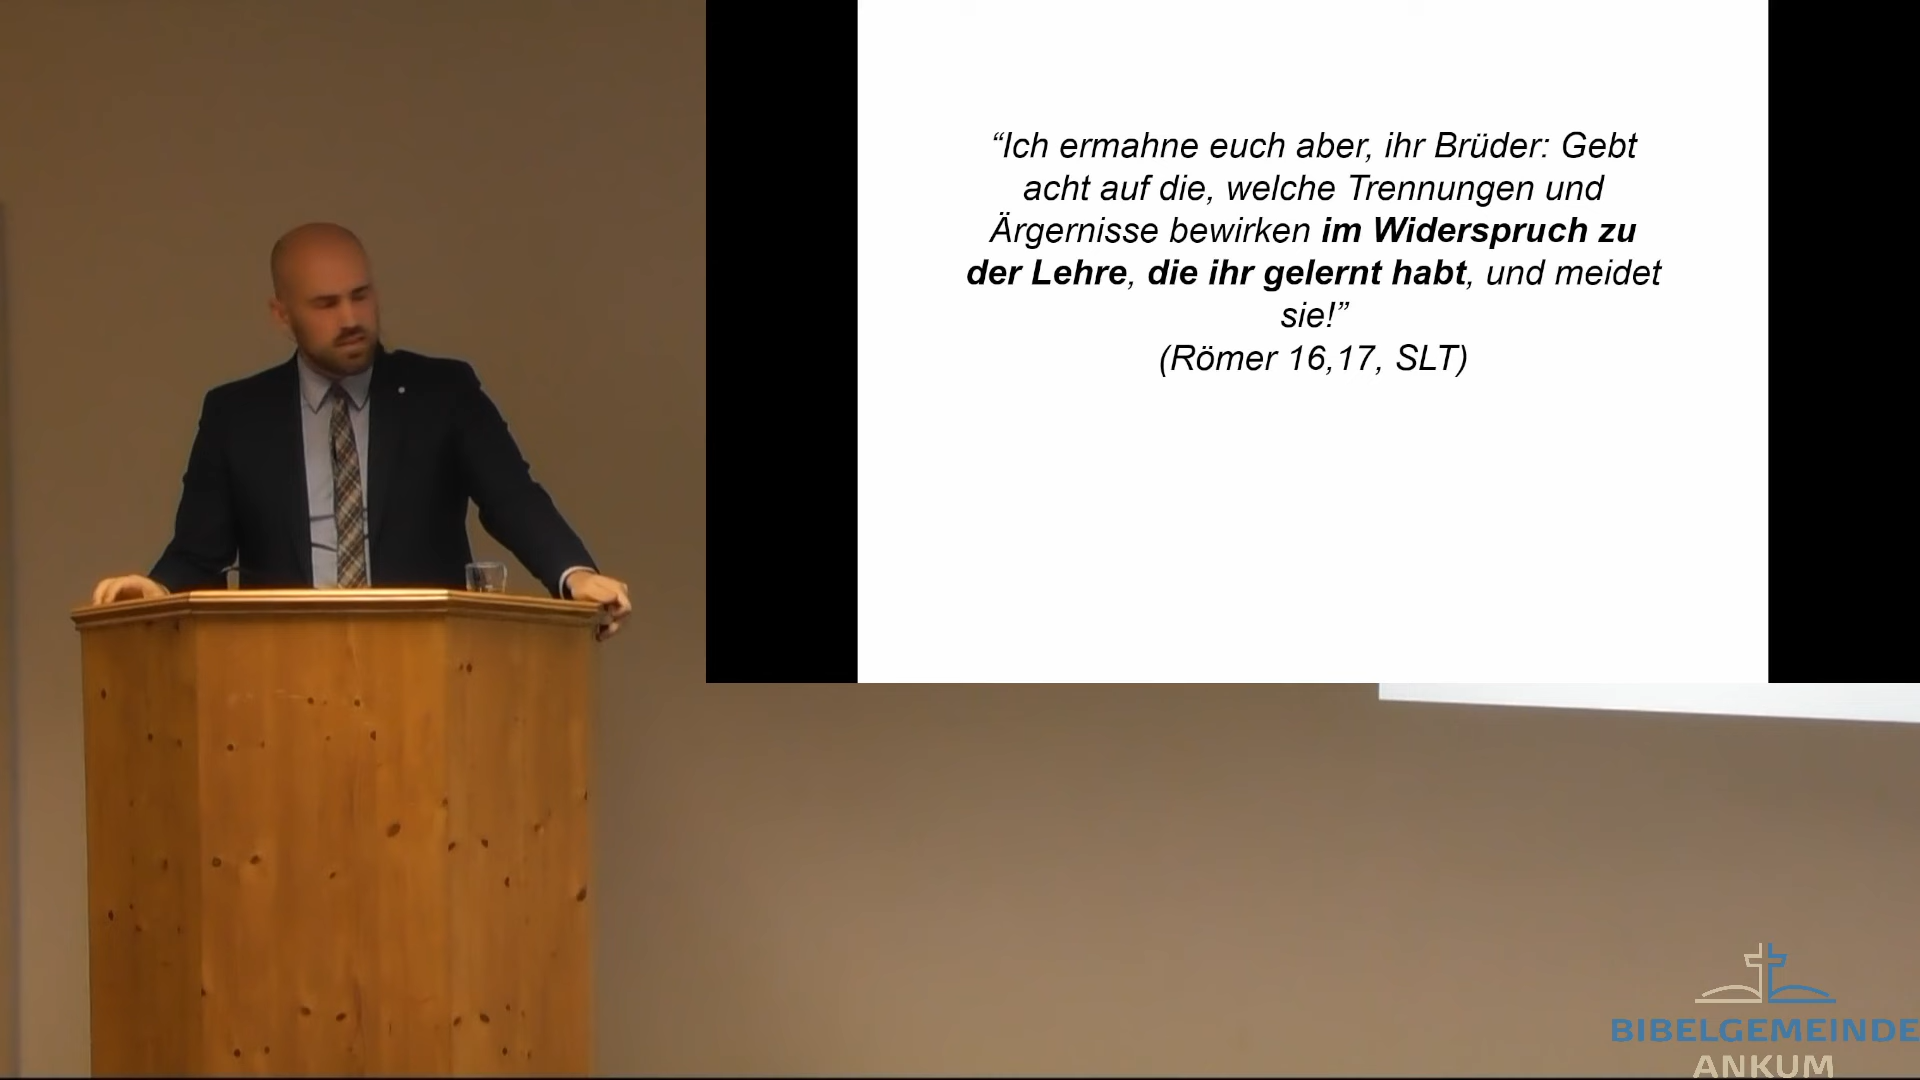 “Ich ermahne euch aber, ihr Brüder: Gebt
acht auf die, welche Trennungen und
Ärgernisse bewirken im Widerspruch zu
der Lehre, die ihr gelernt habt, und meidet
sie!”
(Römer 16,17, SLT)
BIBELGEMEINDE
ANKUM